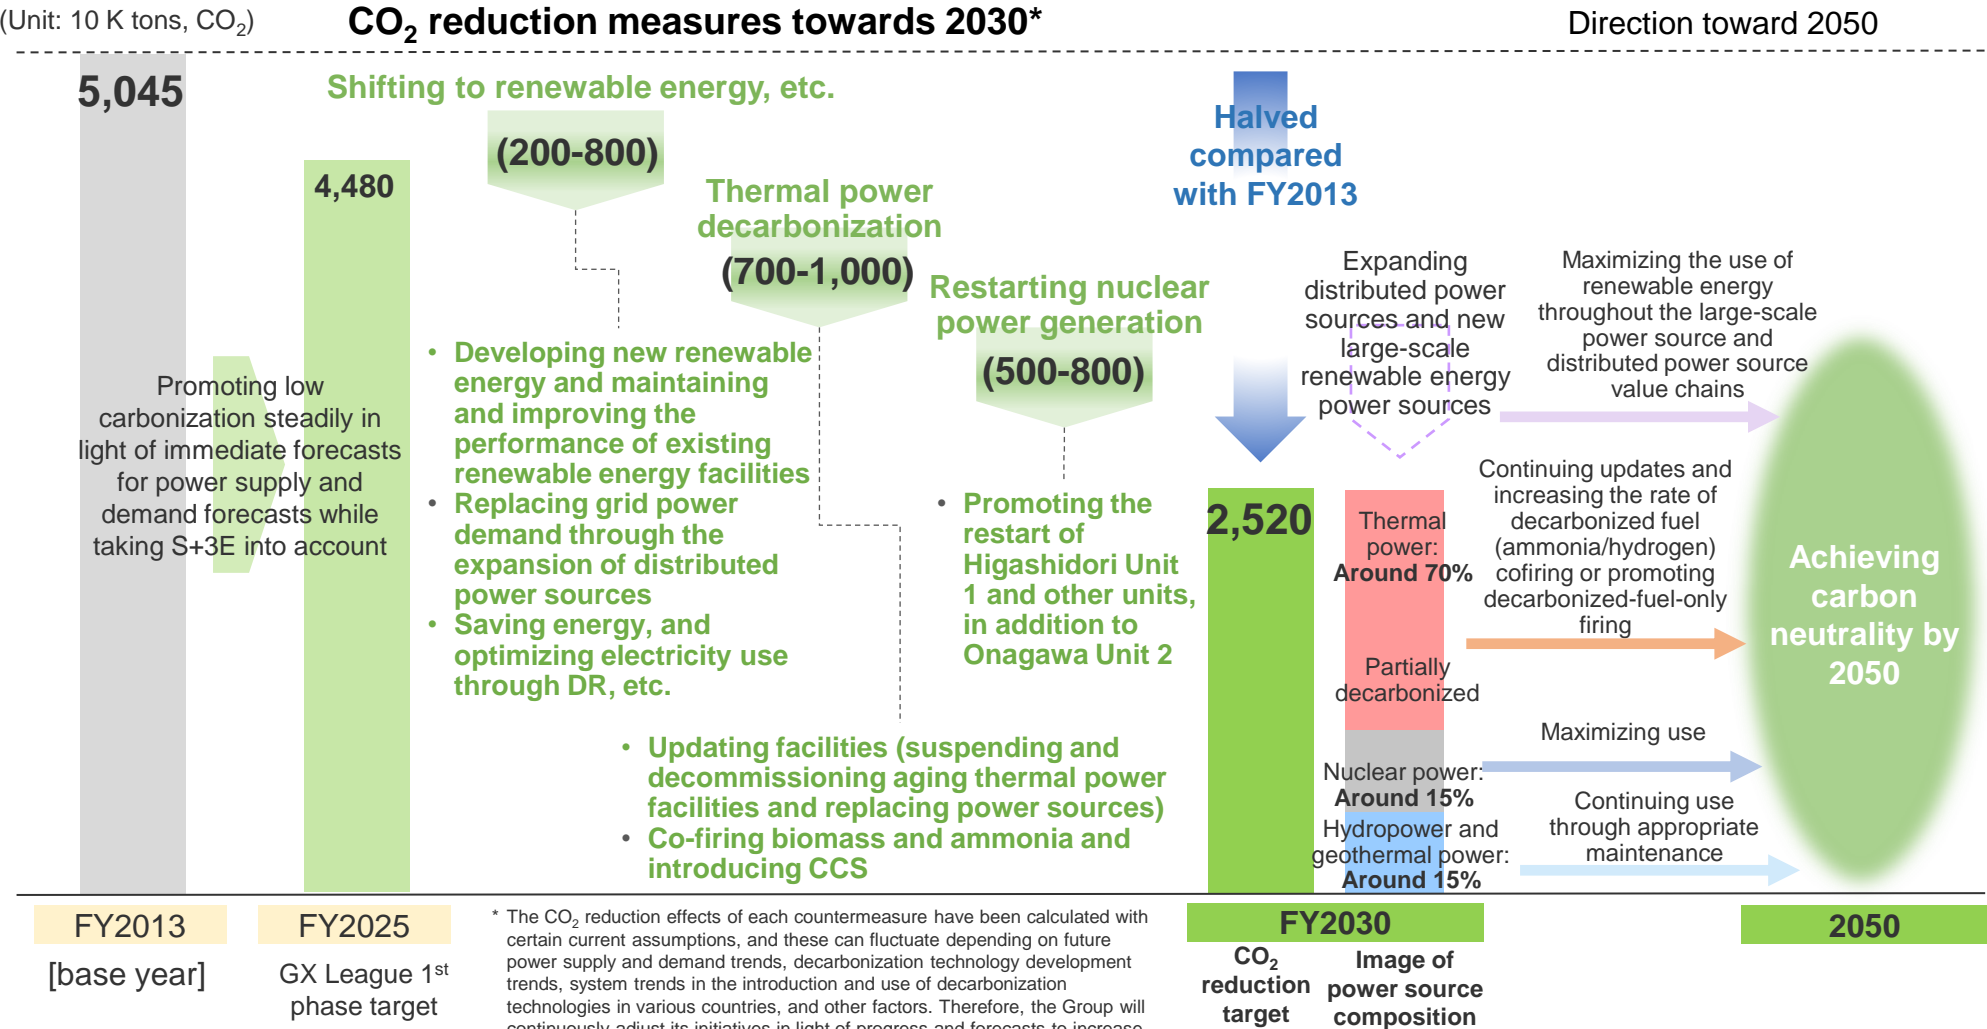 (Unit: 10 K tons, CO2)
CO2 reduction measures towards 2030*
Direction toward 2050
5,045
Promoting low
carbonization steadily in
light of immediate forecasts
for power supply and
demand forecasts while
taking S+3E into account
4,480
Shifting to renewable energy, etc.
(200-800)
• Developing new renewable
energy and maintaining
and improving the
performance of existing
renewable energy facilities
• Replacing grid power
demand through the
expansion of distributed
power sources
• Saving energy, and
optimizing electricity use
through DR, etc.
Thermal power
decarbonization
(700-1,000)
• Updating facilities (suspending and
decommissioning aging thermal power
facilities and replacing power sources)
• Co-firing biomass and ammonia and
introducing CCS
Restarting nuclear
power generation
(500-800)
• Promoting the
restart of
Higashidori Unit
1 and other units,
in addition to
Onagawa Unit 2
Halved
compared
with FY2013
2,520
Expanding
distributed power
sources and new
large-scale
renewable energy
power sources
Thermal
power:
Around 70%
Partially
decarbonized
Nuclear power:
Around 15%
Hydropower and
geothermal power:
Around 15%
Maximizing the use of
renewable energy
throughout the large-scale
power source and
distributed power source
value chains
Continuing updates and
increasing the rate of
decarbonized fuel
(ammonia/hydrogen)
cofiring or promoting
decarbonized-fuel-only
firing
Maximizing use
Continuing use
through appropriate
maintenance
Achieving
carbon
neutrality by
2050
FY2013
[base year]
FY2025
GX League 1st
phase target
* The CO2 reduction effects of each countermeasure have been calculated with
certain current assumptions, and these can fluctuate depending on future
power supply and demand trends, decarbonization technology development
trends, system trends in the introduction and use of decarbonization
technologies in various countries, and other factors. Therefore, the Group will
continuously adjust its initiatives in light of progress and forecasts to increase
FY2030
CO2
reduction
target
Image of
power source
composition
2050